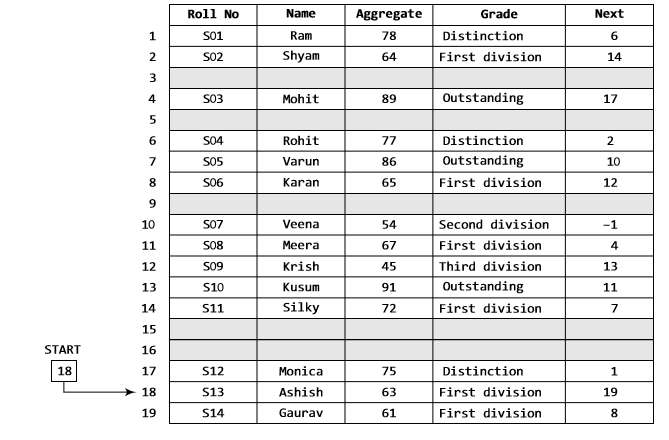 Roll No Name Aggregate Grade Next
1 S01 Ram 78 Distinction 6
2 S02 Shyam 64 First division 14
3
4 S03 Mohit 89 Outstanding 17
5
6 S04 Rohit 77 Distinction 2
7 S05 Varun 86 Outstanding 10
8 S06 Karan 65 First division 12
9
10 S07 Veena 54 Second division –1
11 S08 Meera 67 First division 4
12 S09 Krish 45 Third division 13
13 S10 Kusum 91 Outstanding 11
14 S11 Silky 72 First division 7
15
START 16
18 17 S12 Monica 75 Distinction 1
18 S13 Ashish 63 First division 19
19 S14 Gaurav 61 First division 8